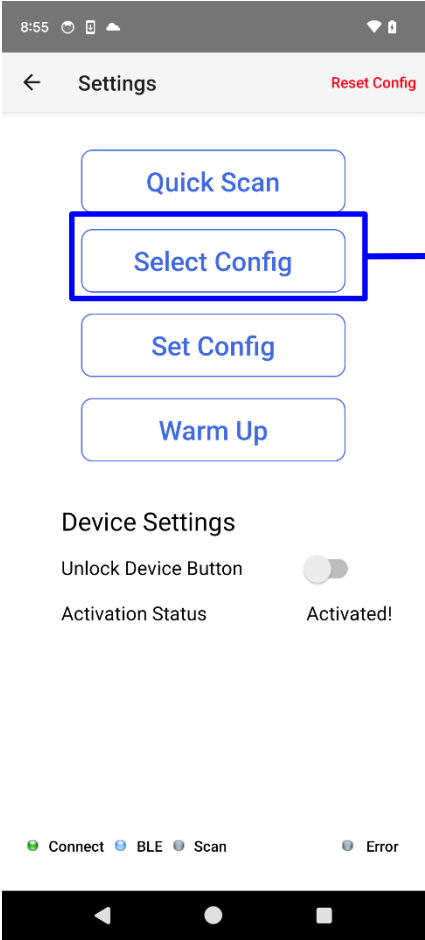 8:55
Settings Reset Config
Quick Scan
Select Config
Set Config
Warm Up
Device Settings
Unlock Device Button
Activation Status Activated!
Connect BLE Scan Error